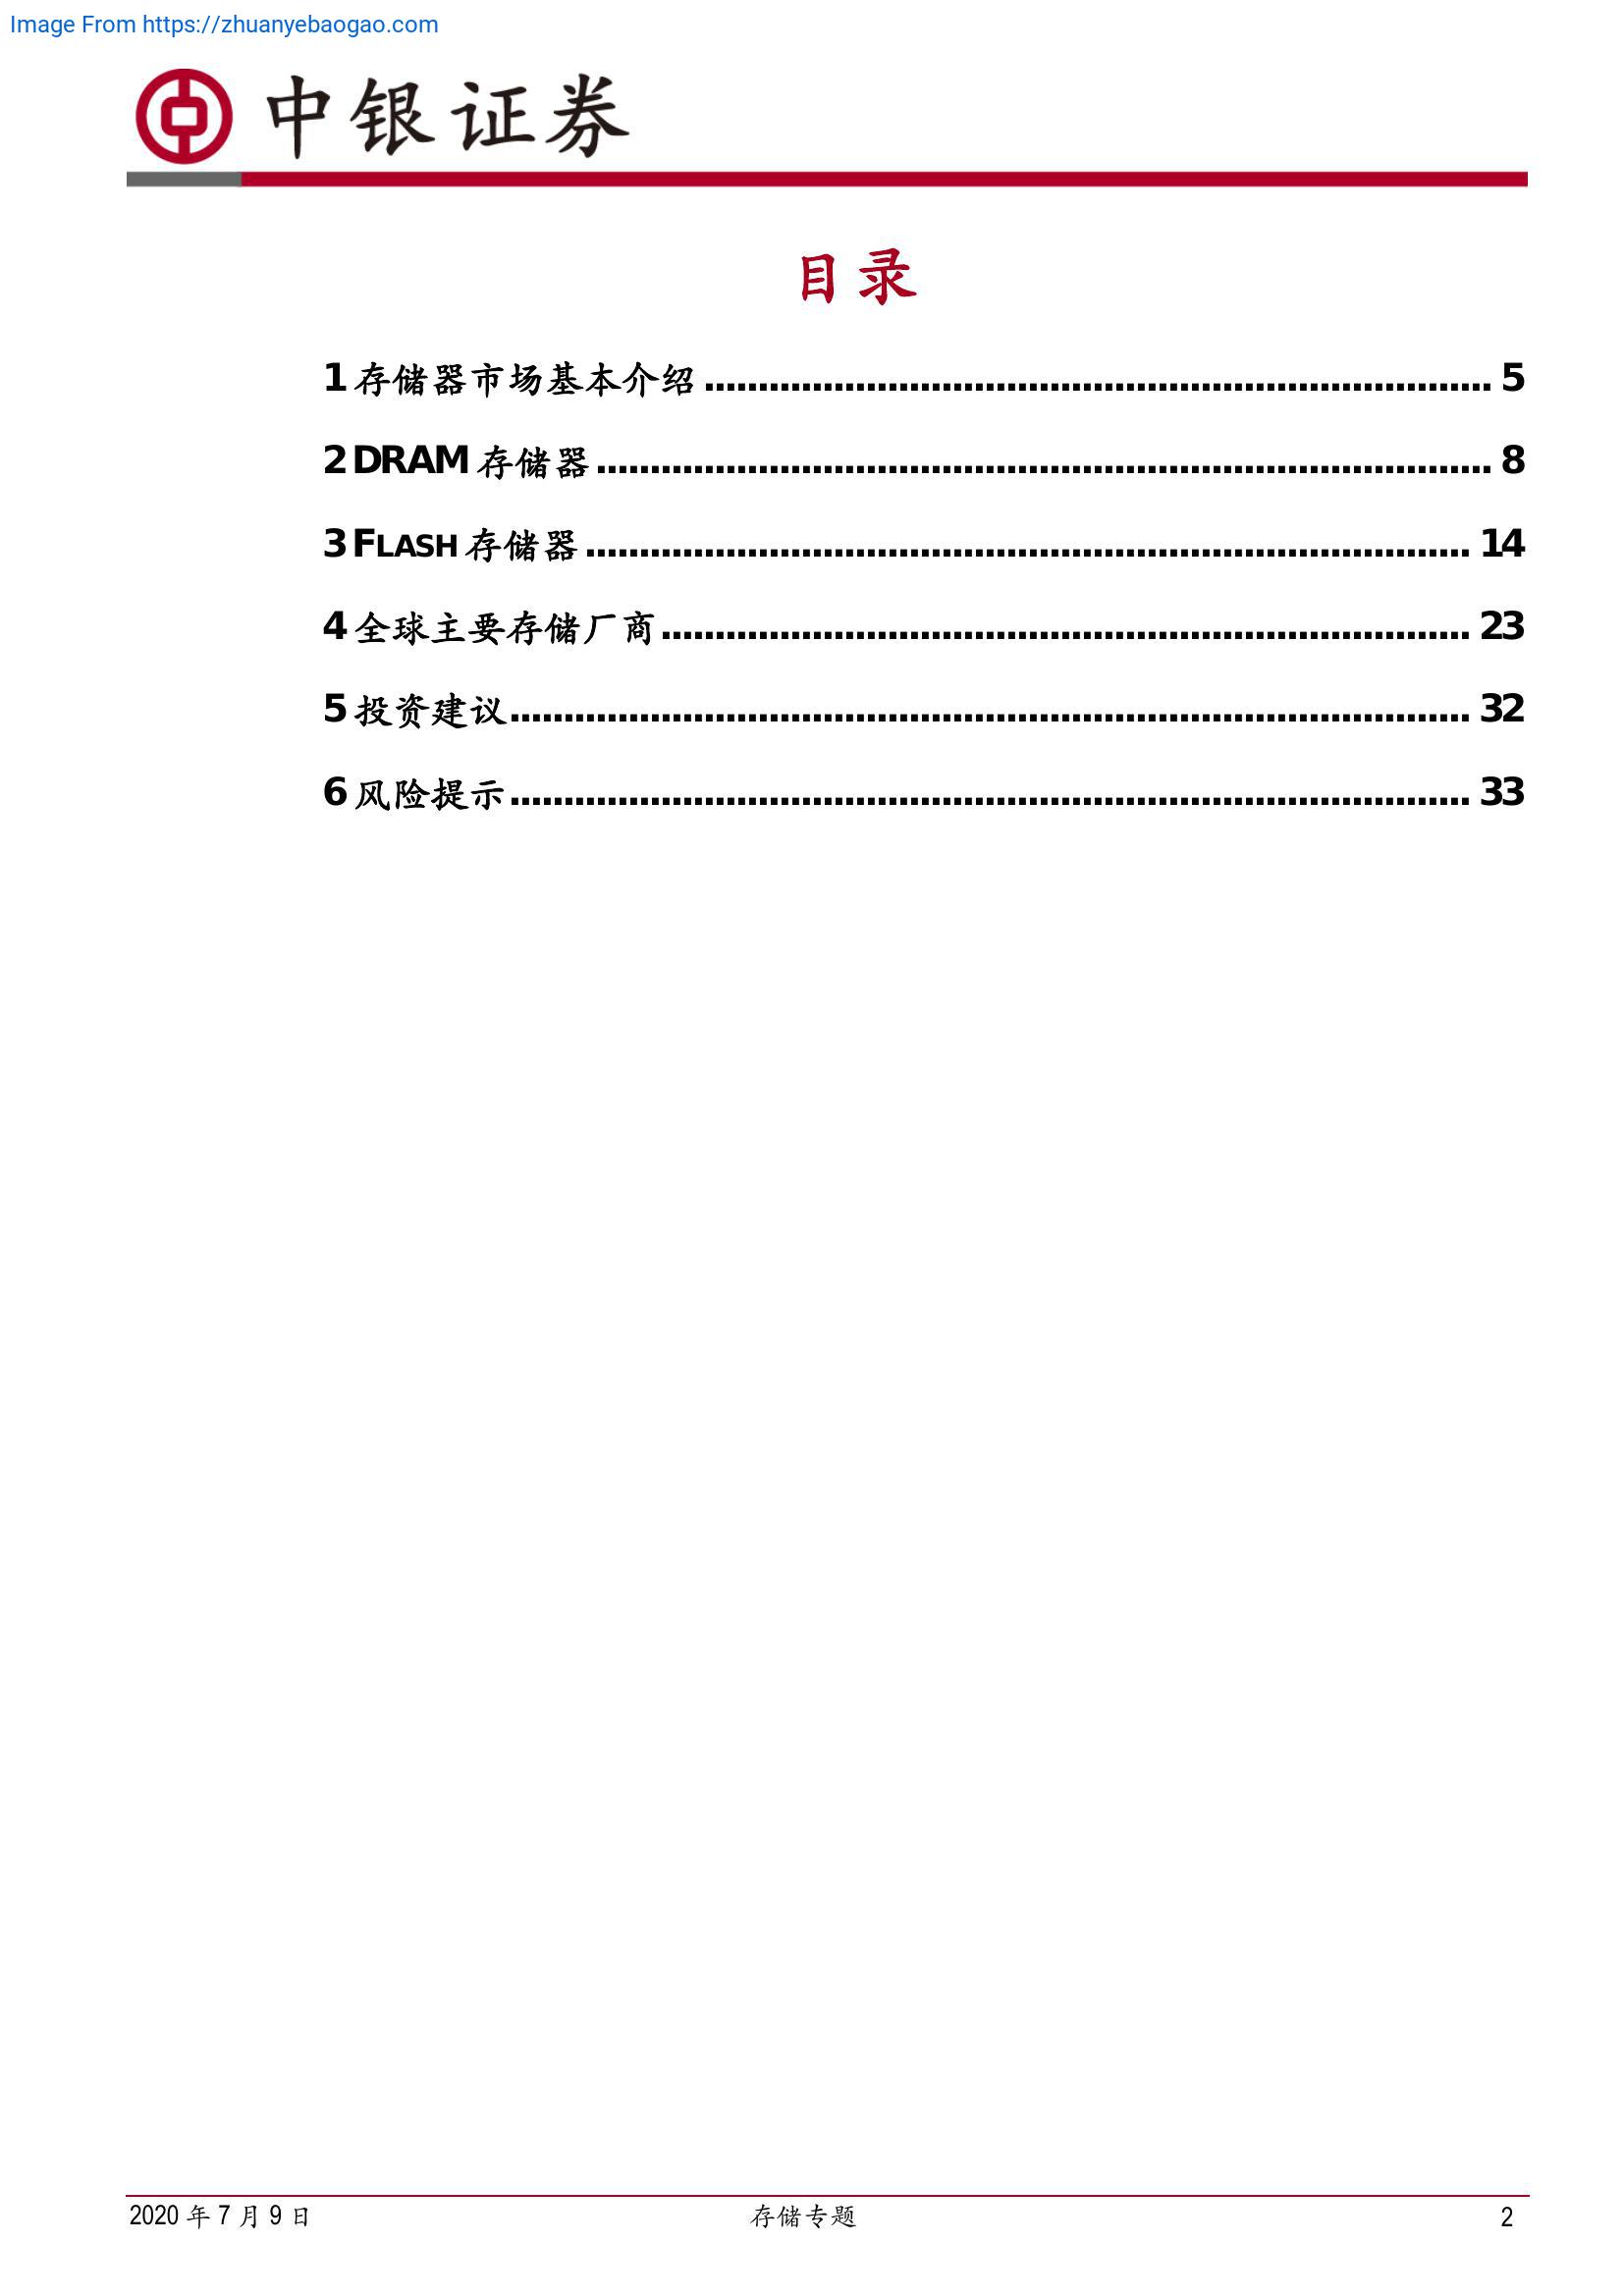 Image From https://zhuanyebaogao.com
中银证券
目录
1 存储器市场基本介绍 ........................................................................ 5
2 DRAM 存储器 ................................................................................ 8
3 FLASH 存储器 ............................................................................... 14
4 全球主要存储厂商 ........................................................................ 23
5 投资建议 ..................................................................................... 32
6 风险提示 ..................................................................................... 33
2020 年 7 月 9 日 存储专题 2